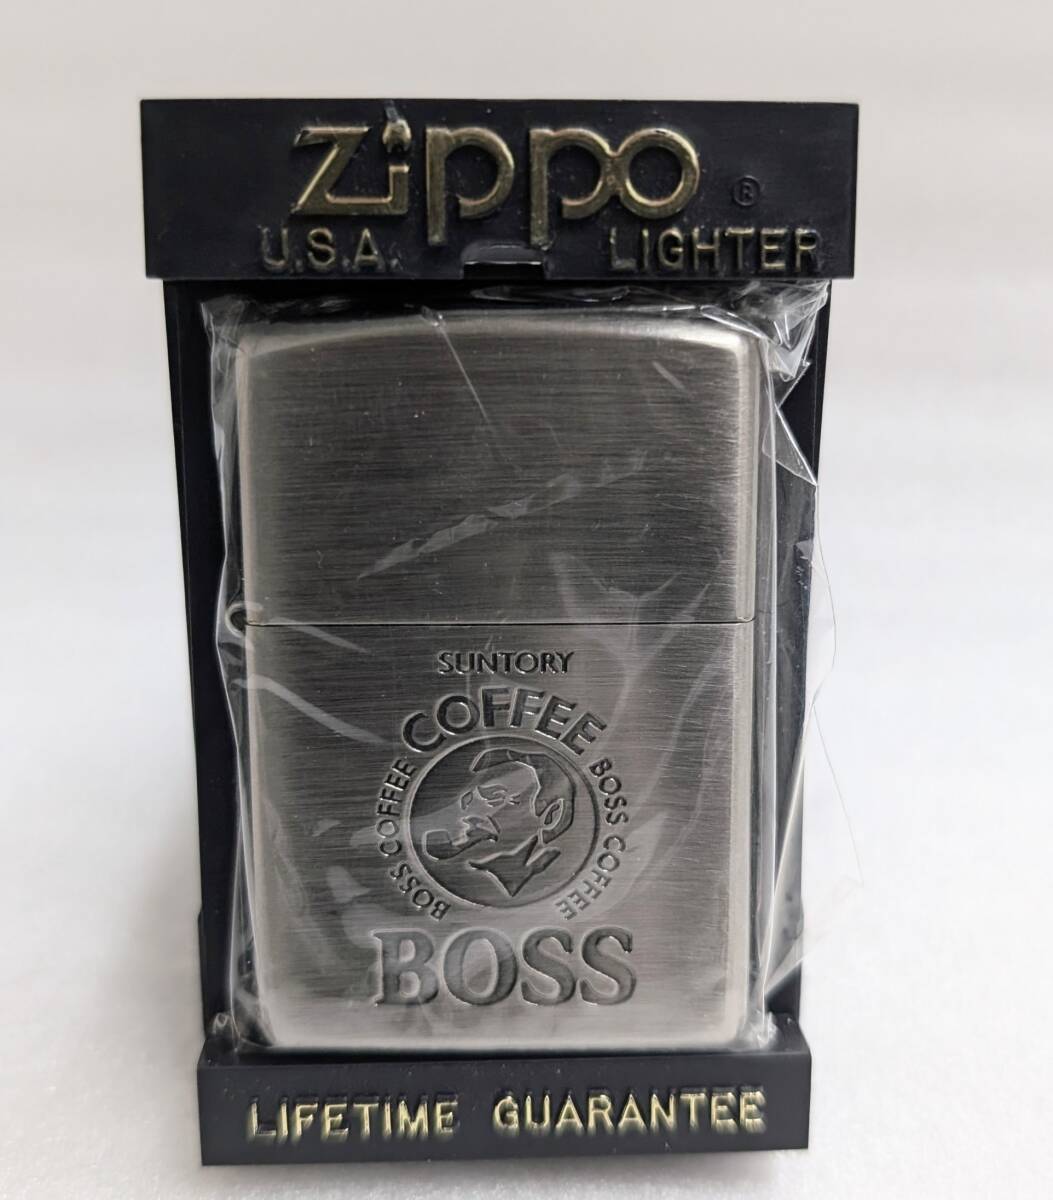 Zippo ®
U.S.A. LIGHTER
SUNTORY
COFFEE
BOSS COFFEE
BOSS COFFEE
BOSS
LIFETIME GUARANTEE